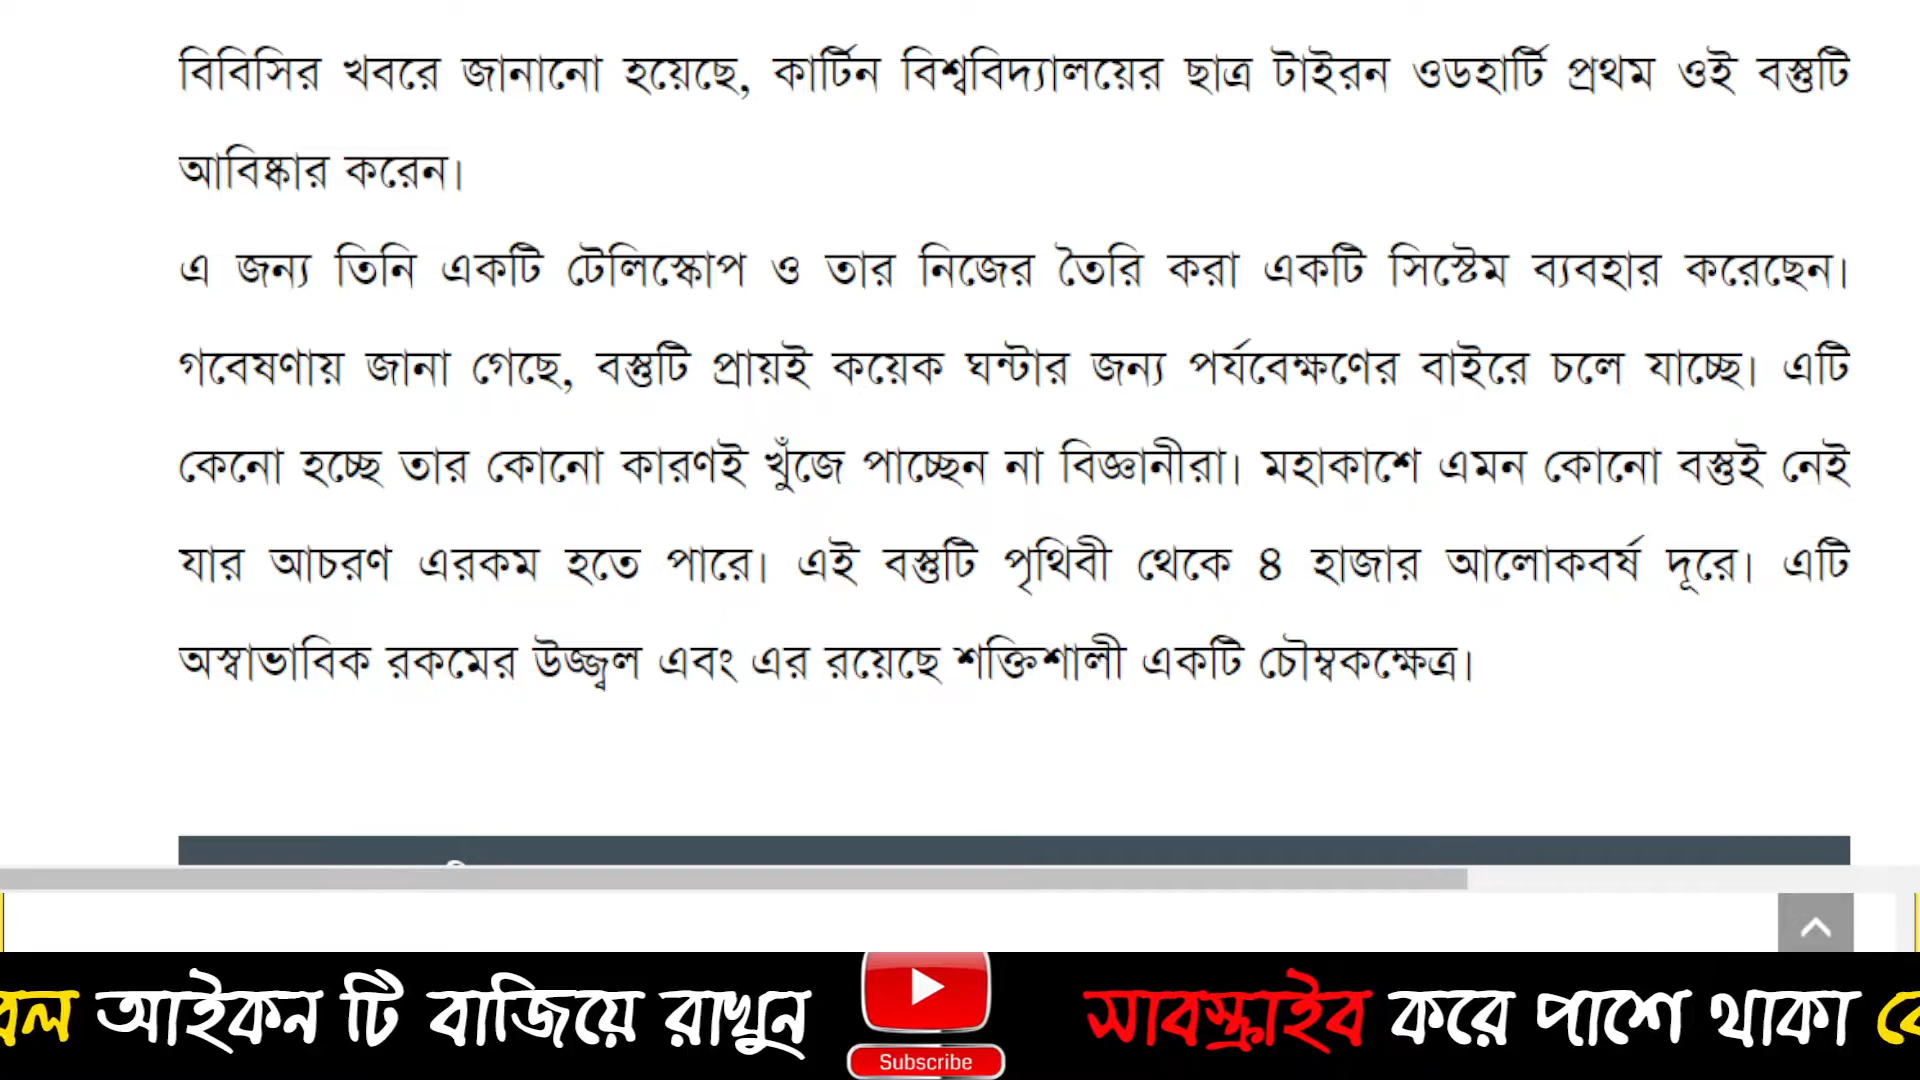 বিবিসির খবরে জানানো হয়েছে, কার্টিন বিশ্ববিদ্যালয়ের ছাত্র টাইরন ওডহার্টি প্রথম ওই বস্তুটি
আবিষ্কার করেন।
এ জন্য তিনি একটি টেলিস্কোপ ও তার নিজের তৈরি করা একটি সিস্টেম ব্যবহার করেছেন।
গবেষণায় জানা গেছে, বস্তুটি প্রায়ই কয়েক ঘন্টার জন্য পর্যবেক্ষণের বাইরে চলে যাচ্ছে। এটি
কেনো হচ্ছে তার কোনো কারণই খুঁজে পাচ্ছেন না বিজ্ঞানীরা। মহাকাশে এমন কোনো বস্তুই নেই
যার আচরণ এরকম হতে পারে। এই বস্তুটি পৃথিবী থেকে ৪ হাজার আলোকবর্ষ দূরে। এটি
অস্বাভাবিক রকমের উজ্জ্বল এবং এর রয়েছে শক্তিশালী একটি চৌম্বকক্ষেত্র।
আইকন টি বাজিয়ে রাখুন Subscribe সাবস্ক্রাইব করে পাশে থাকা